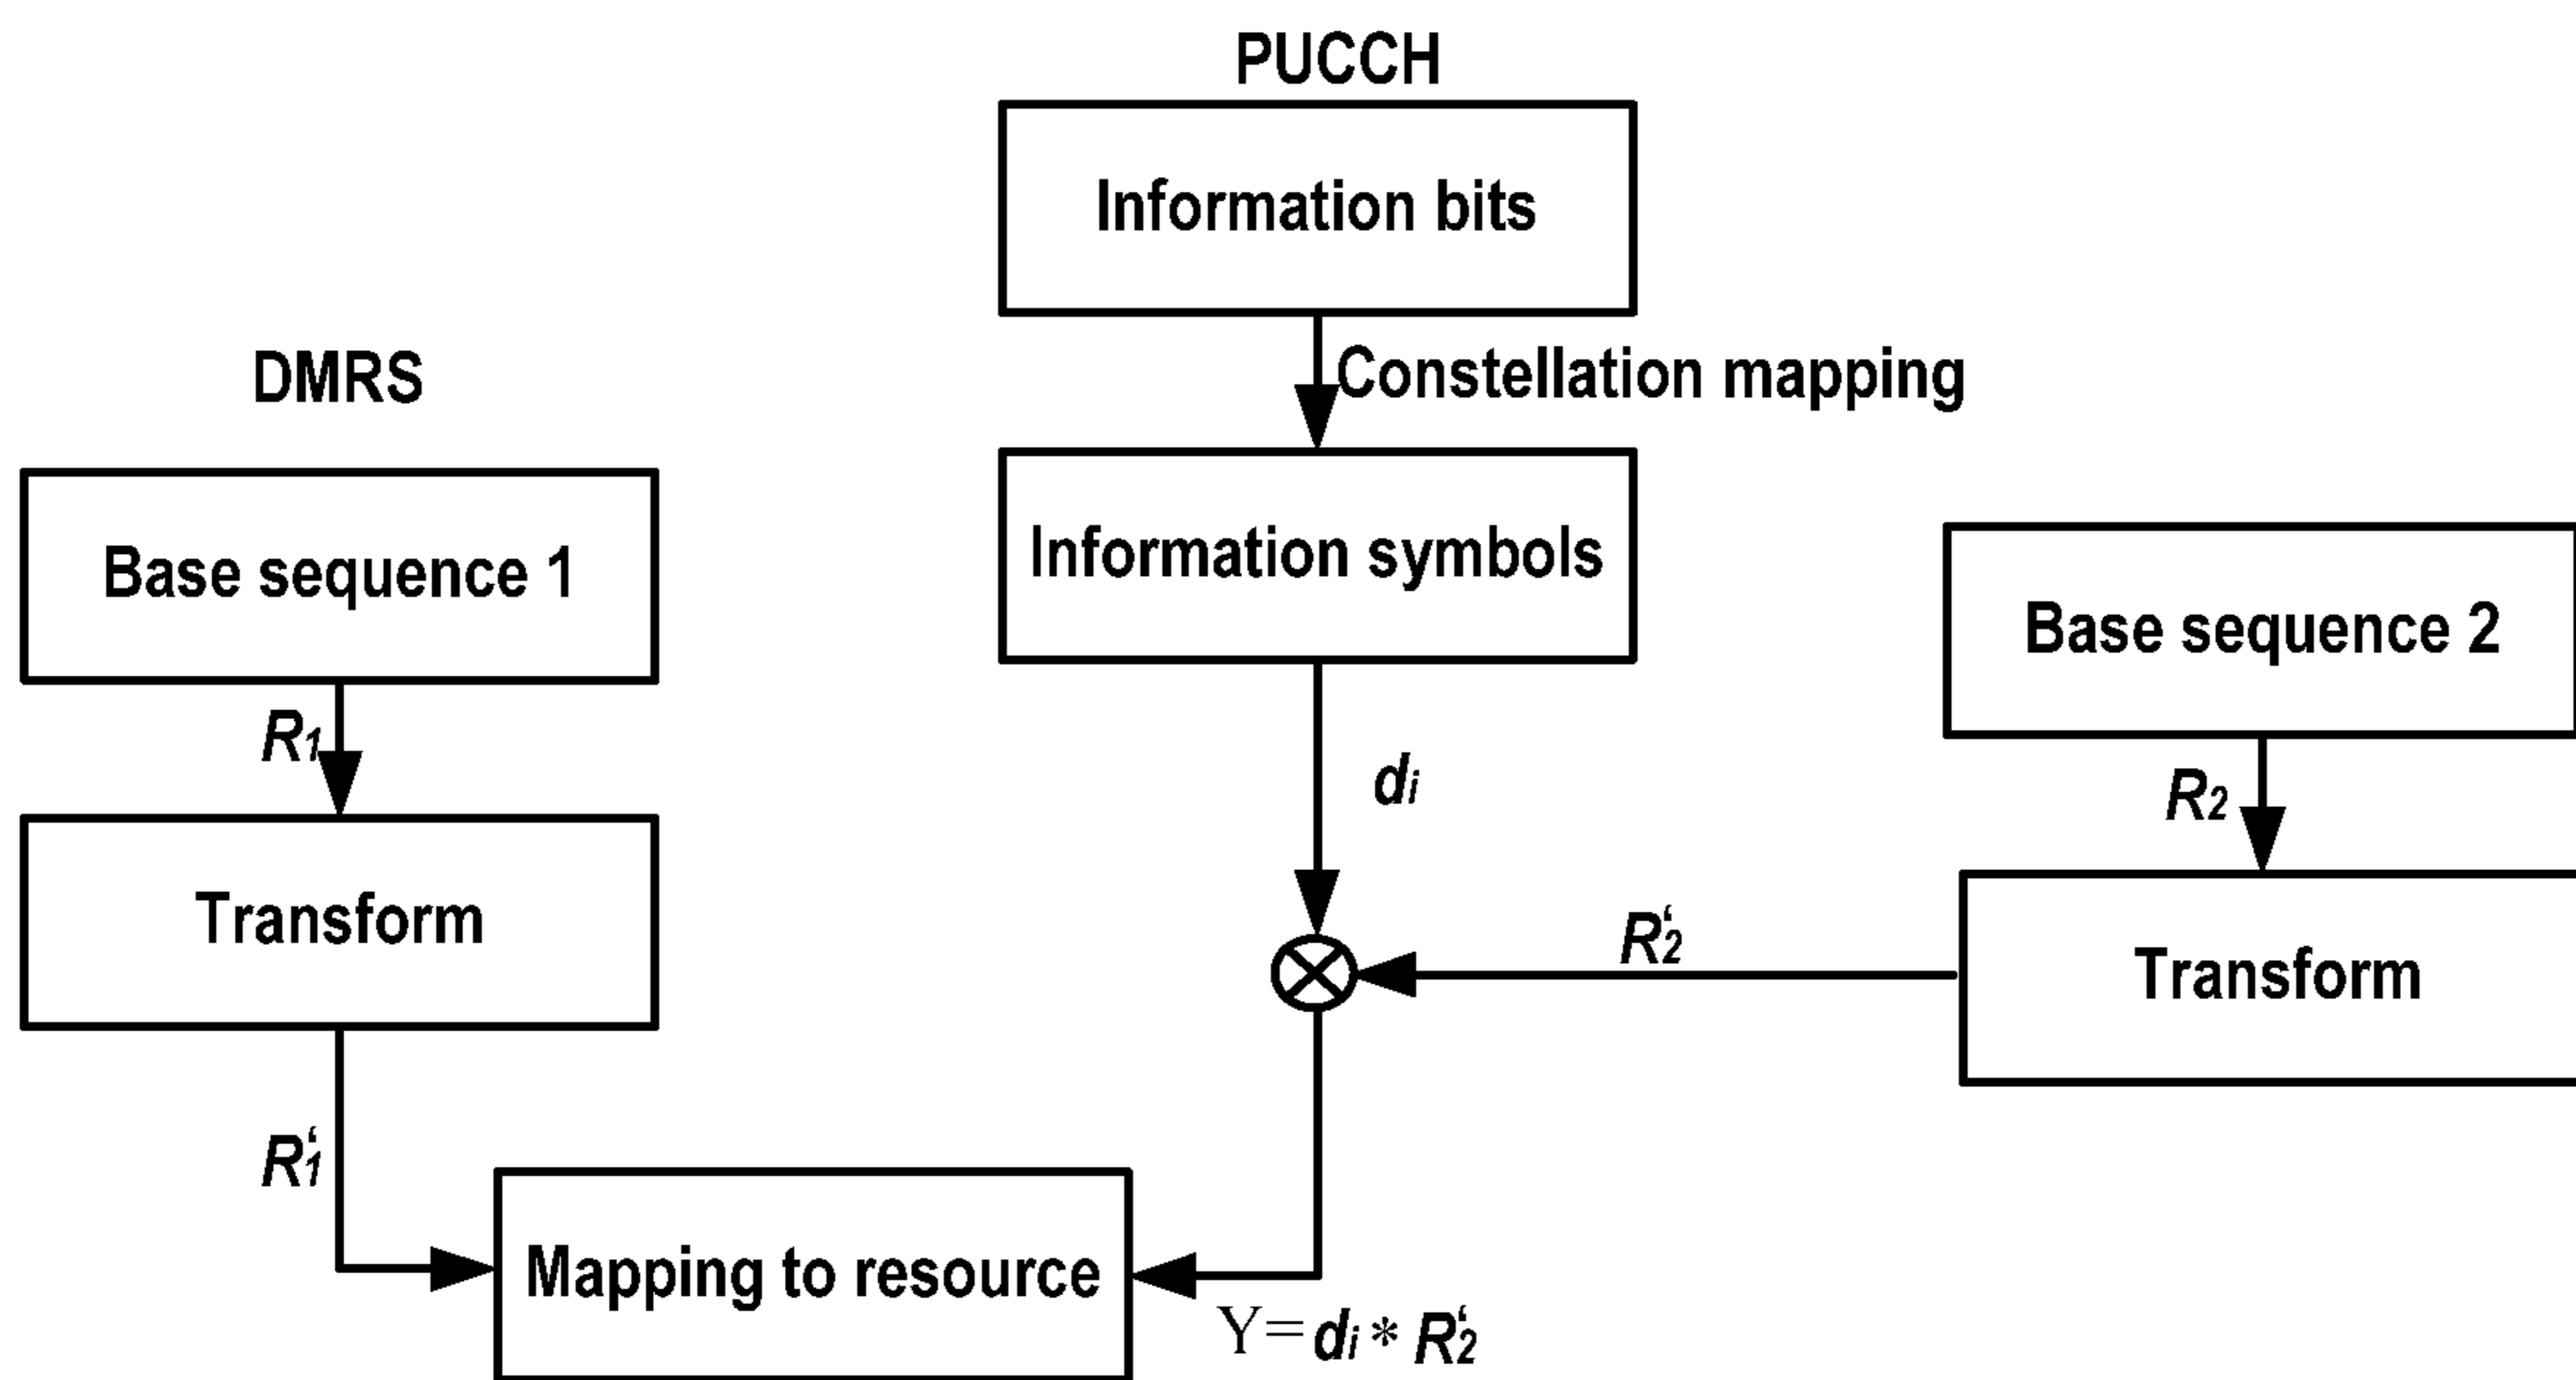 PUCCH
Information bits
Constellation mapping
DMRS
Information symbols
Base sequence 1
Base sequence 2
R1
di
R2
Transform
R‘2
Transform
R‘1
Mapping to resource
Y=di * R‘2